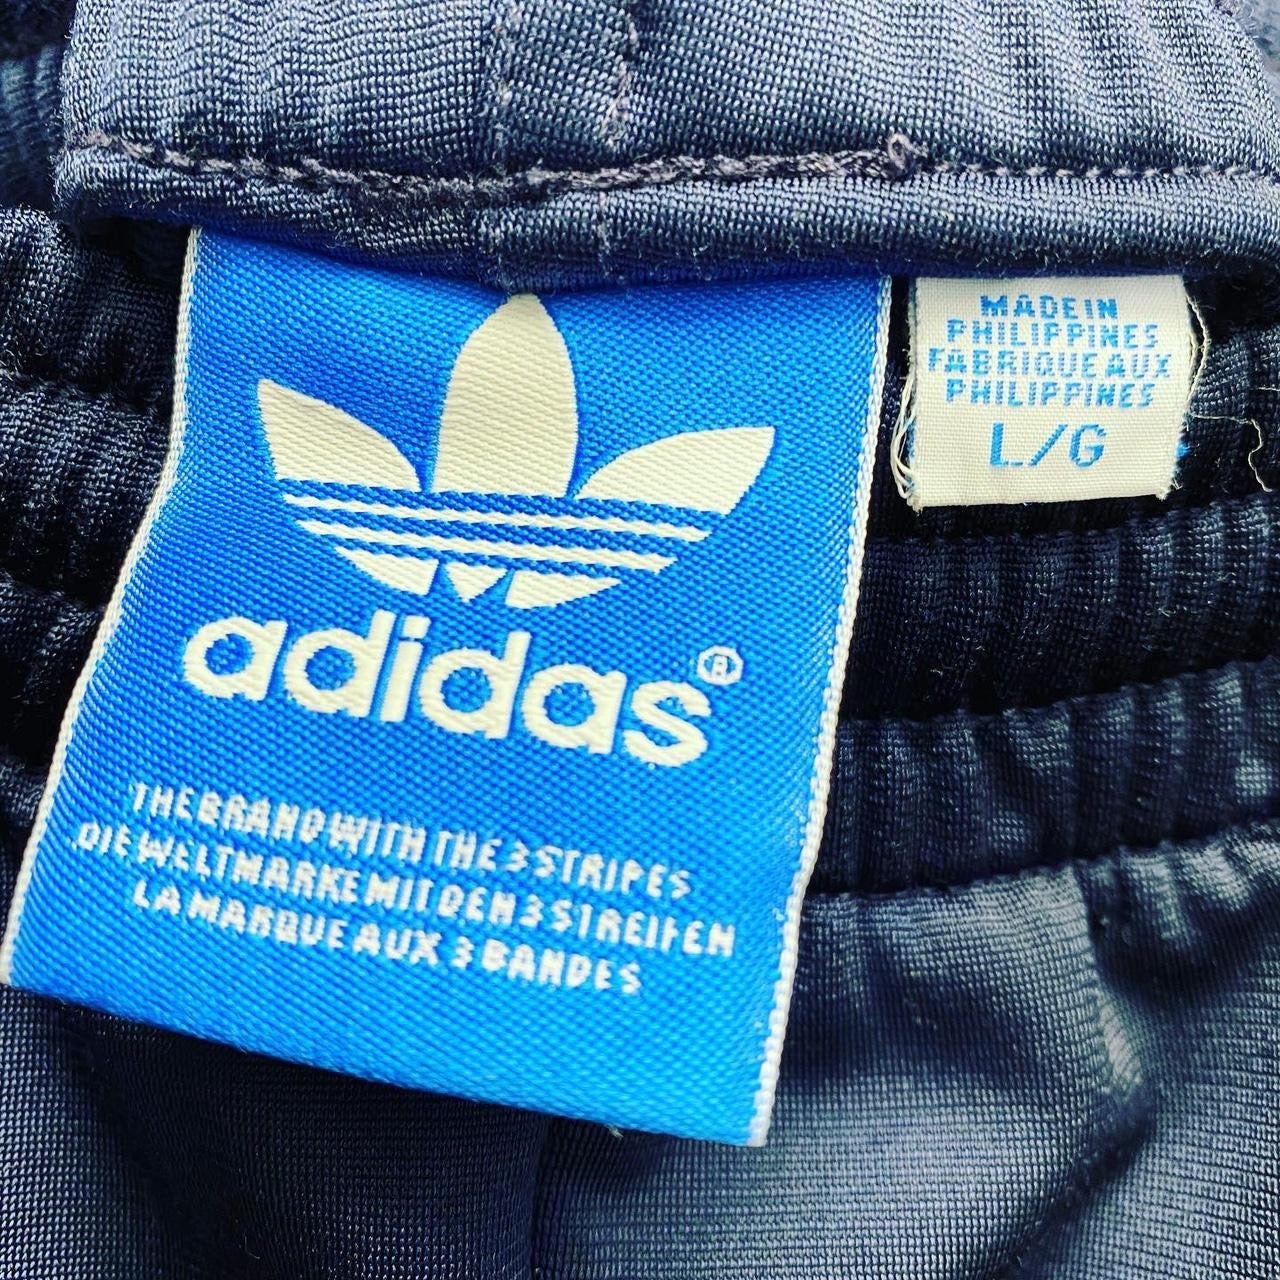 adidas®
THE BRAND WITH THE 3 STRIPES
DIE WELTMARKE MIT DEN 3 STREIFEN
LA MARQUE AUX 3 BANDES
MADE IN
PHILIPPINES
FABRIQUE AUX
PHILIPPINES
L/G